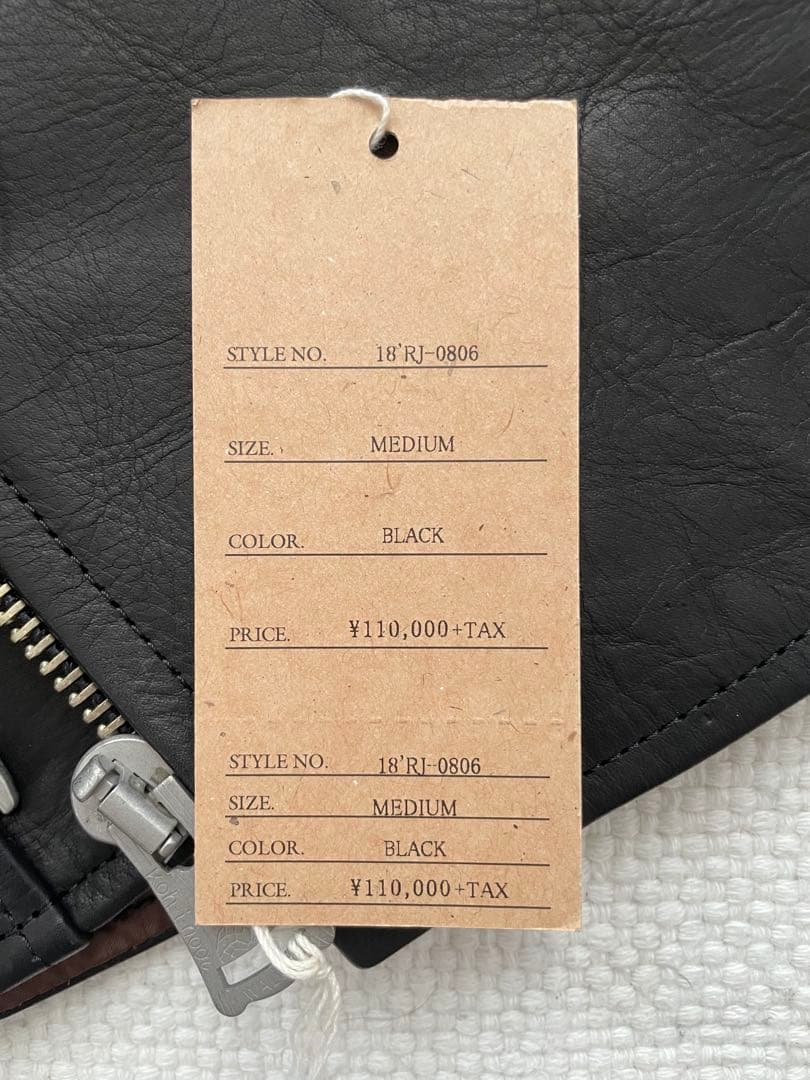 STYLE NO. 18'RJ-0806
SIZE. MEDIUM
COLOR. BLACK
PRICE. ¥110,000+TAX
STYLE NO. 18'RJ-0806
SIZE. MEDIUM
COLOR. BLACK
PRICE. ¥110,000+TAX